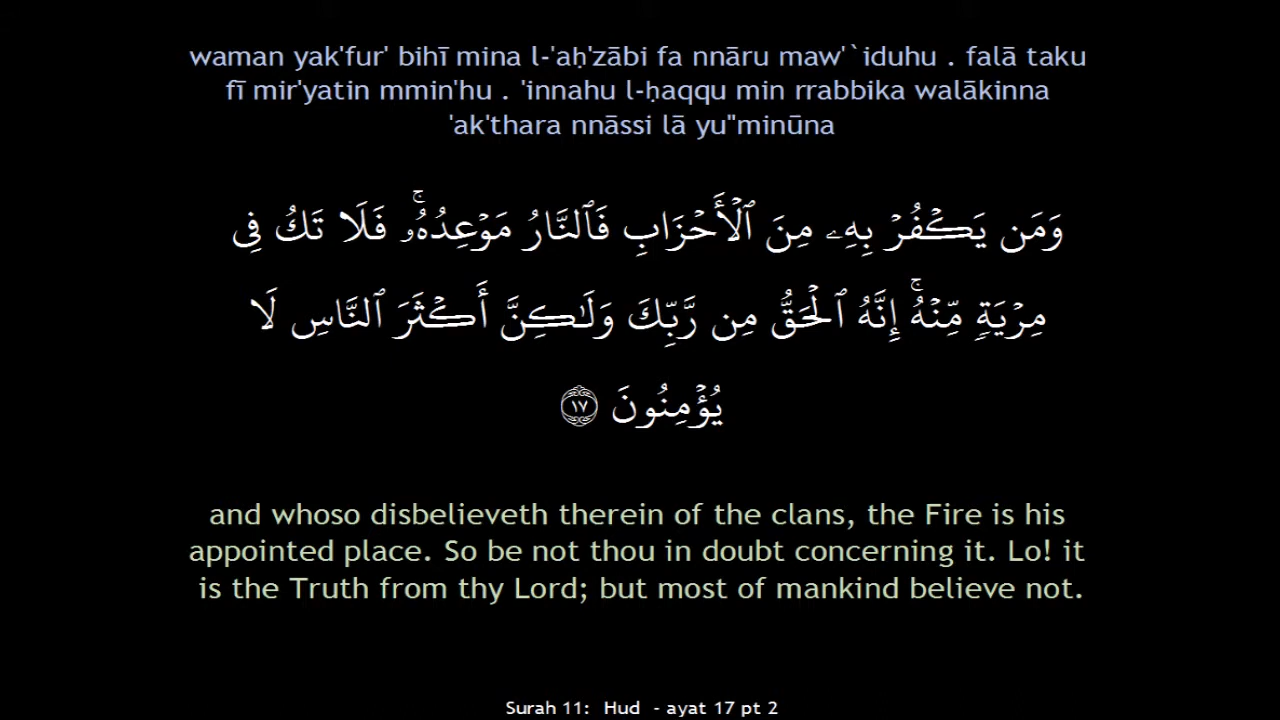 waman yak'fur' bihī mina l-'aḥ'zābi fa nnāru maw'`iduhu . falā taku
fī mir'yatin mmin'hu . 'innahu l-ḥaqqu min rrabbika walākinna
'ak'thara nnāssi lā yu"minūna
وَمَن يَكْفُرْ بِهِۦ مِنَ ٱلْأَحْزَابِ فَٱلنَّارُ مَوْعِدُهُۥ ۚ فَلَا تَكُ فِى
مِرْيَةٍ مِّنْهُ ۚ إِنَّهُ ٱلْحَقُّ مِن رَّبِّكَ وَلَٰكِنَّ أَكْثَرَ ٱلنَّاسِ لَا
يُؤْمِنُونَ ١٧
and whoso disbelieveth therein of the clans, the Fire is his
appointed place. So be not thou in doubt concerning it. Lo! it
is the Truth from thy Lord; but most of mankind believe not.
Surah 11: Hud - ayat 17 pt 2